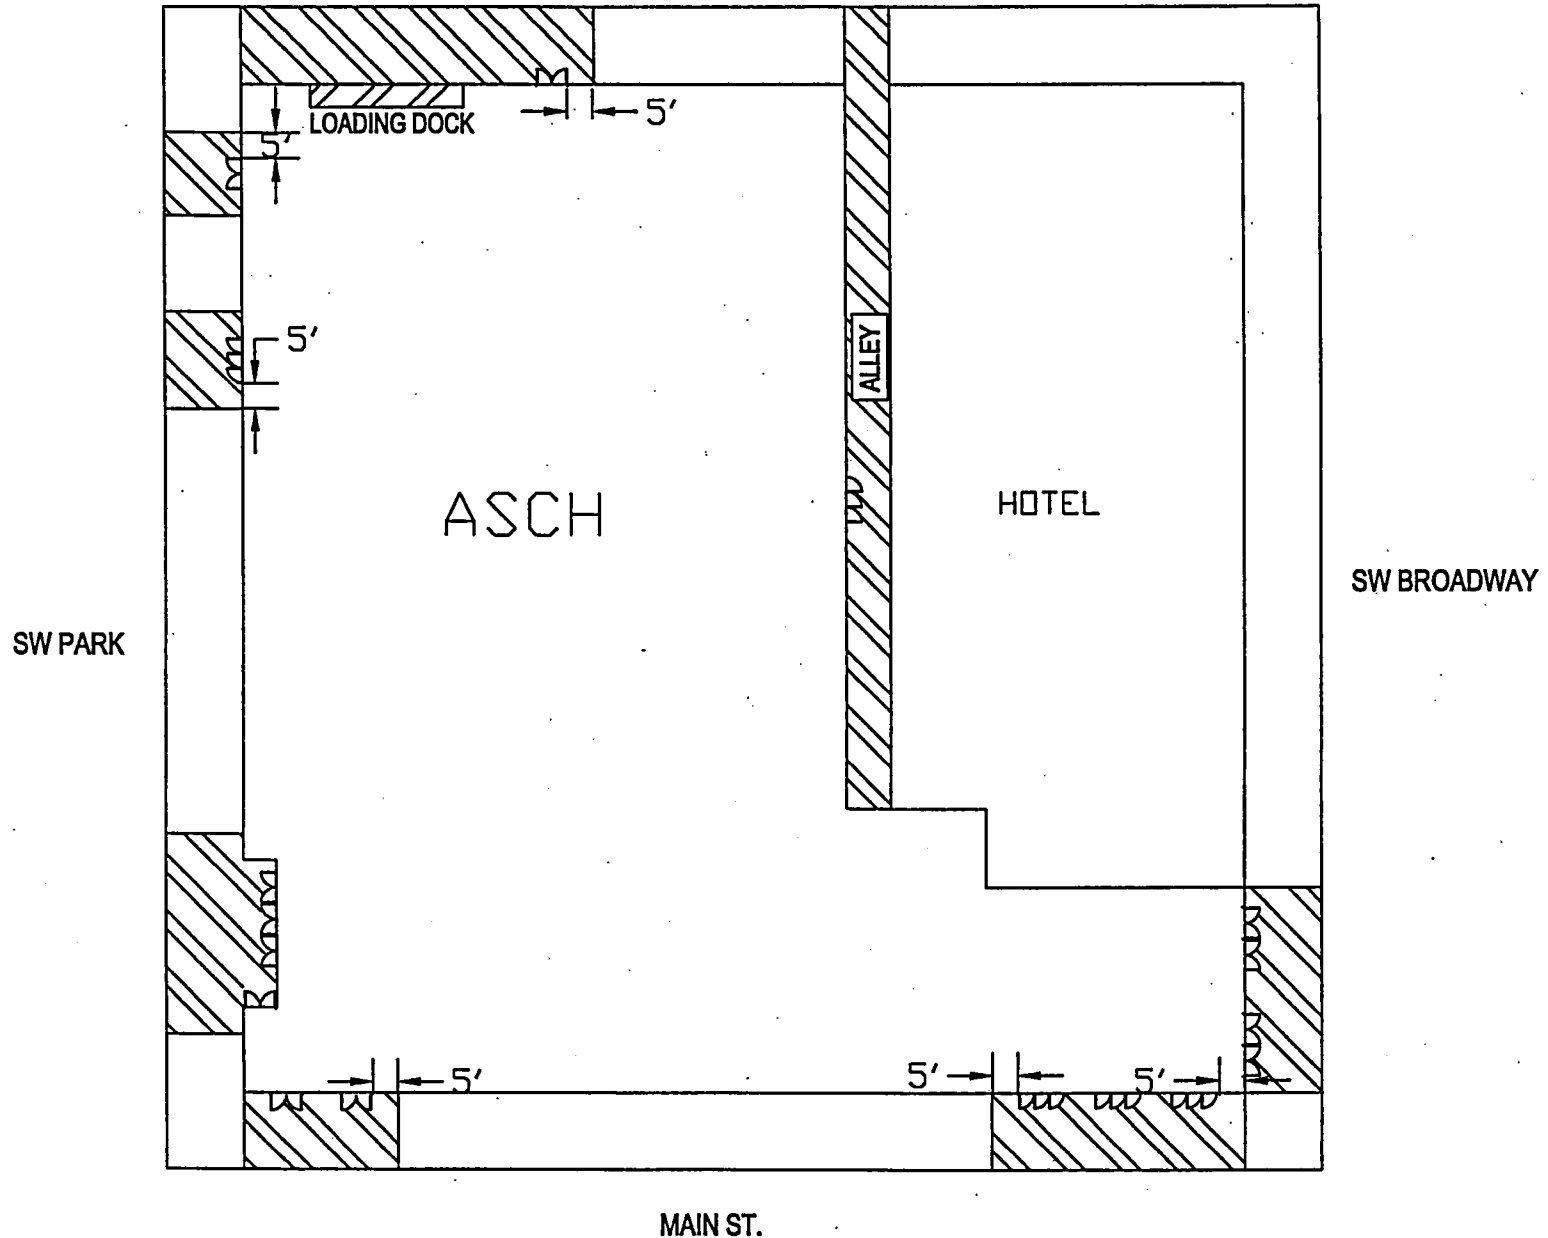 5'
LOADING DOCK
5'
5'
ALLEY
ASCH
HOTEL
SW BROADWAY
SW PARK
5'
5'
5'
MAIN ST.